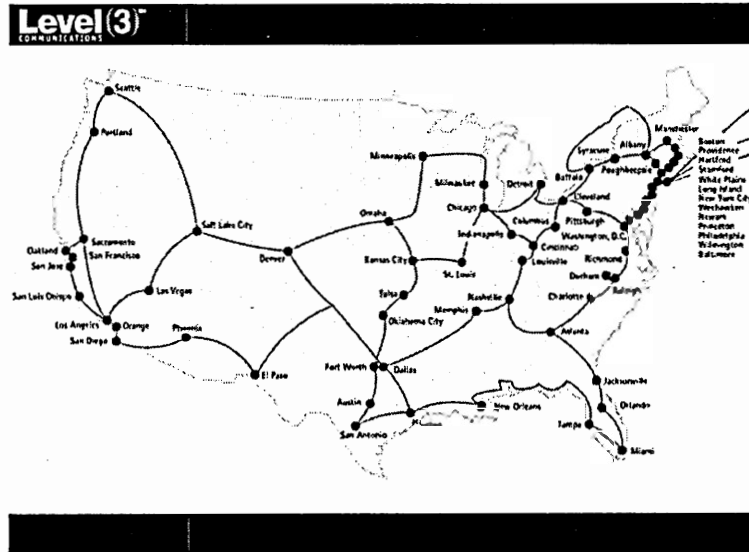 Level(3)™
COMMUNICATIONS
Seattle
Portland
Manchester
Boston
Providence
Hartford
Stamford
White Plains
Long Island
New York City
Weehawken
Newark
Princeton
Philadelphia
Wilmington
Baltimore
Albany
Syracuse
Poughkeepsie
Buffalo
Minneapolis
Milwaukee
Detroit
Chicago
Cleveland
Omaha
Columbus
Pittsburgh
Washington, D.C.
Salt Lake City
Indianapolis
Cincinnati
Sacramento
Oakland
San Francisco
San Jose
Denver
Kansas City
St. Louis
Louisville
Richmond
Durham
Raleigh
Las Vegas
San Luis Obispo
Tulsa
Nashville
Memphis
Charlotte
Los Angeles
Orange
Oklahoma City
Phoenix
San Diego
Atlanta
Fort Worth
Dallas
El Paso
Jacksonville
Austin
New Orleans
Orlando
San Antonio
Tampa
Miami